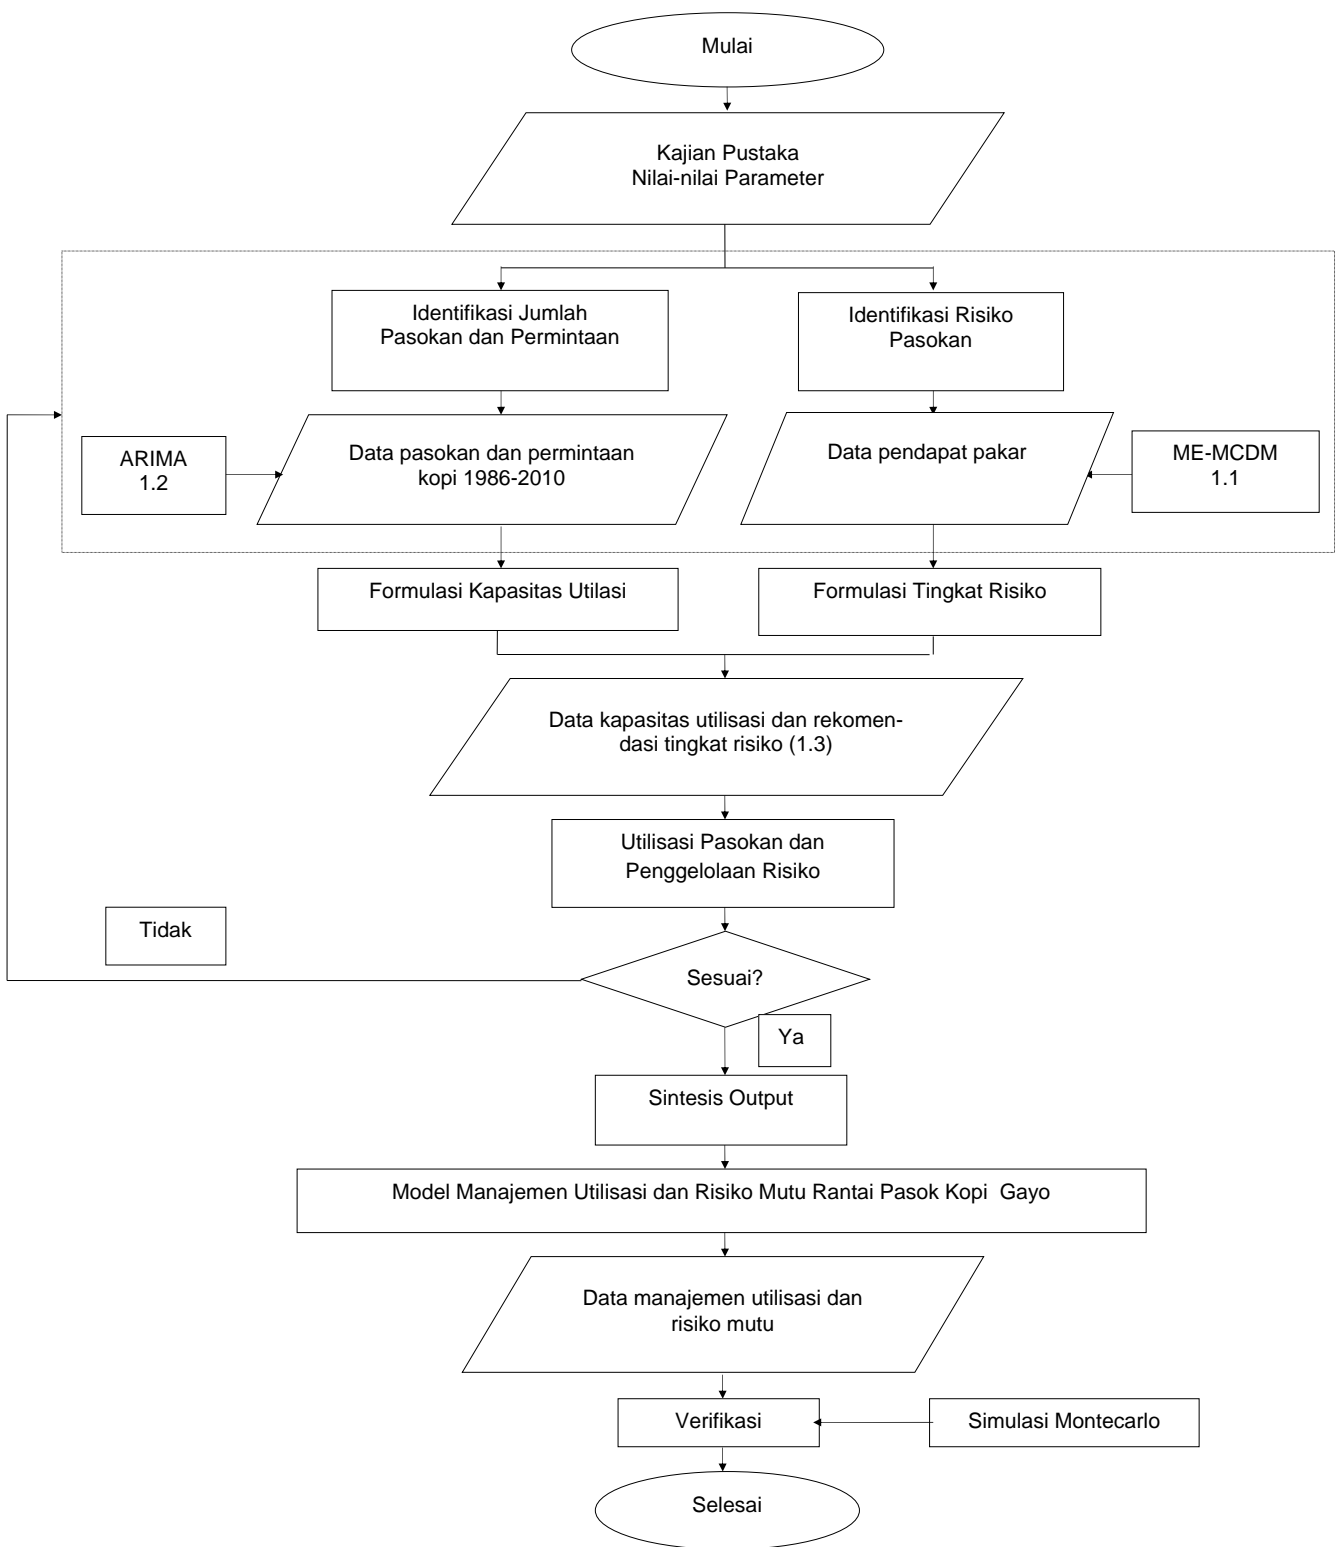 Mulai
Kajian Pustaka
Nilai-nilai Parameter
Identifikasi Jumlah
Pasokan dan Permintaan
Identifikasi Risiko
Pasokan
ARIMA
1.2
Data pasokan dan permintaan
kopi 1986-2010
Data pendapat pakar
ME-MCDM
1.1
Formulasi Kapasitas Utilasi
Formulasi Tingkat Risiko
Data kapasitas utilisasi dan rekomen-
dasi tingkat risiko (1.3)
Utilisasi Pasokan dan
Penggelolaan Risiko
Tidak
Sesuai?
Ya
Sintesis Output
Model Manajemen Utilisasi dan Risiko Mutu Rantai Pasok Kopi  Gayo
Data manajemen utilisasi dan
risiko mutu
Verifikasi
Simulasi Montecarlo
Selesai